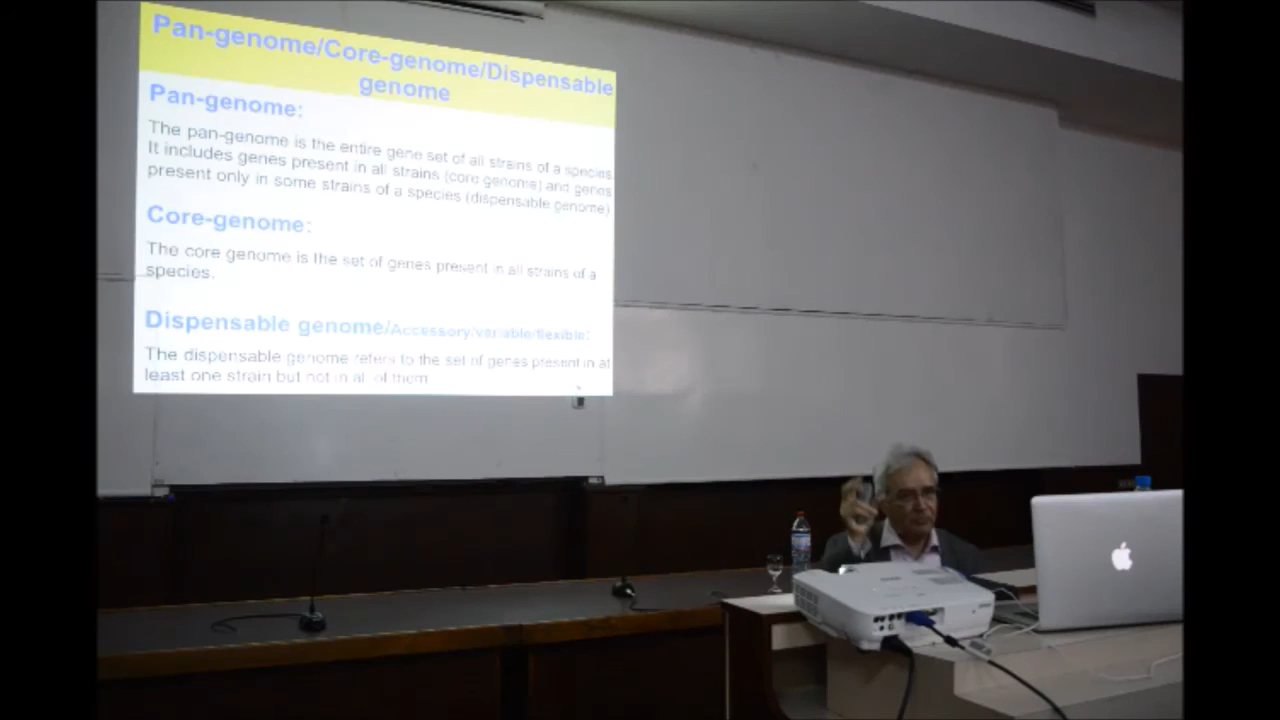 Pan-genome/Core-genome/Dispensable
genome
Pan-genome:
The pan-genome is the entire gene set of all strains of a species.
It includes genes present in all strains (core genome) and genes
present only in some strains of a species (dispensable genome).
Core-genome:
The core genome is the set of genes present in all strains of a
species.
Dispensable genome/Accessory/variable/flexible:
The dispensable genome refers to the set of genes present in at
least one strain but not in all of them